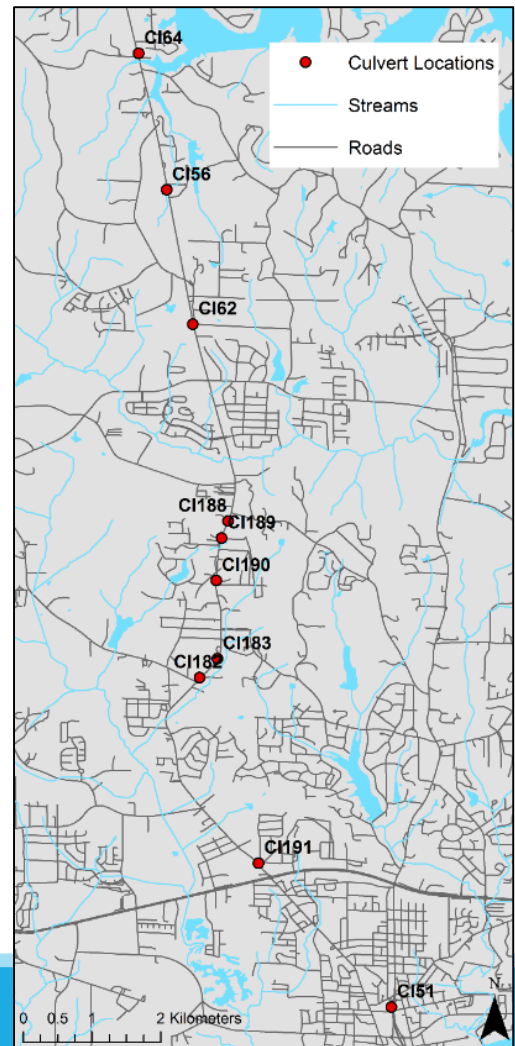 CI64
Culvert Locations
Streams
Roads
CI56
CI62
CI188
CI189
CI190
CI183
CI182
CI191
CI51
N
0 0.5 1 2 Kilometers